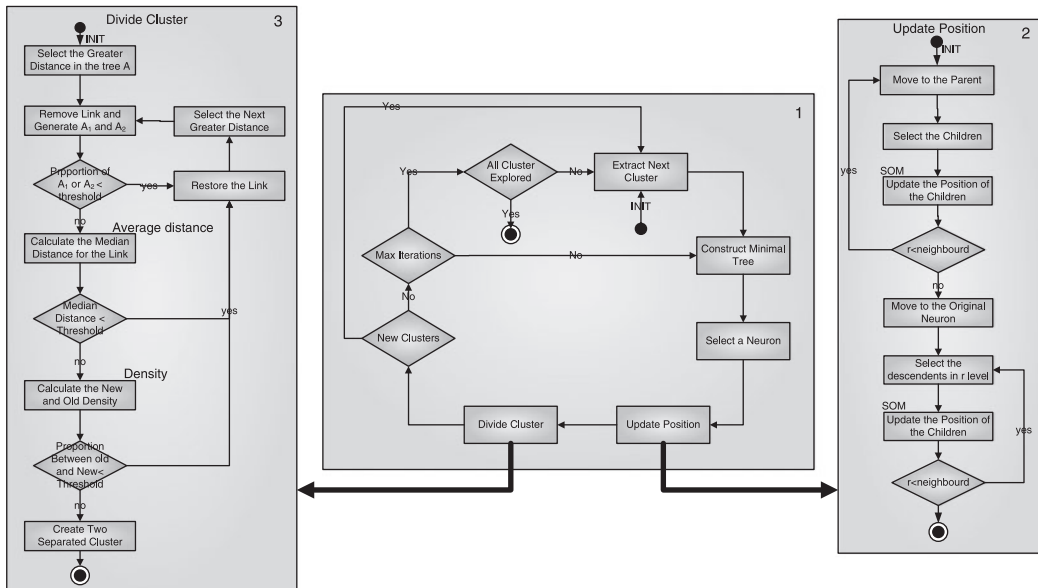 Divide Cluster
3
INIT
Select the Greater
Distance in the tree A
Remove Link and
Generate A₁ and A₂
Select the Next
Greater Distance
Prpportion of
A₁ or A₂ <
threshold
yes
Restore the Link
no
Average distance
Calculate the Median
Distance for the Link
Median
Distance <
Threshold
yes
no
Density
Calculate the New
and Old Density
Proportion
Between old
and New<
Threshold
no
Create Two
Separated Cluster
1
Yes
Yes
All Cluster
Explored
No
Extract Next
Cluster
Yes
INIT
Max Iterations
No
Construct Minimal
Tree
No
New Clusters
Select a Neuron
Divide Cluster
Update Position
Update Position
2
INIT
Move to the Parent
Select the Children
yes
SOM
Update the Position of
the Children
r<neighbourd
no
Move to the Original
Neuron
Select the
descendents in r level
SOM
Update the Position of
the Children
yes
r<neighbourd